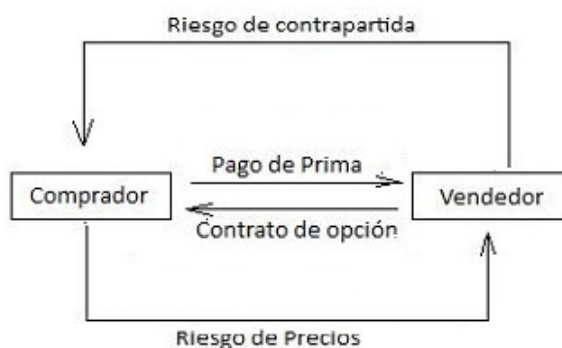 Riesgo de contrapartida
Pago de Prima
Comprador
Vendedor
Contrato de opción
Riesgo de Precios